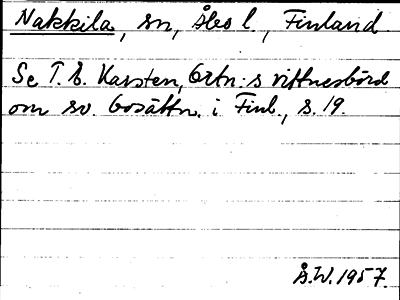 Nakkila, sn, Åbo l., Finland.
Se T. E. Karsten, Ortn:s vittnesbörd
om sv. bosättn. i Finl., s. 19.
Å.W. 1957.